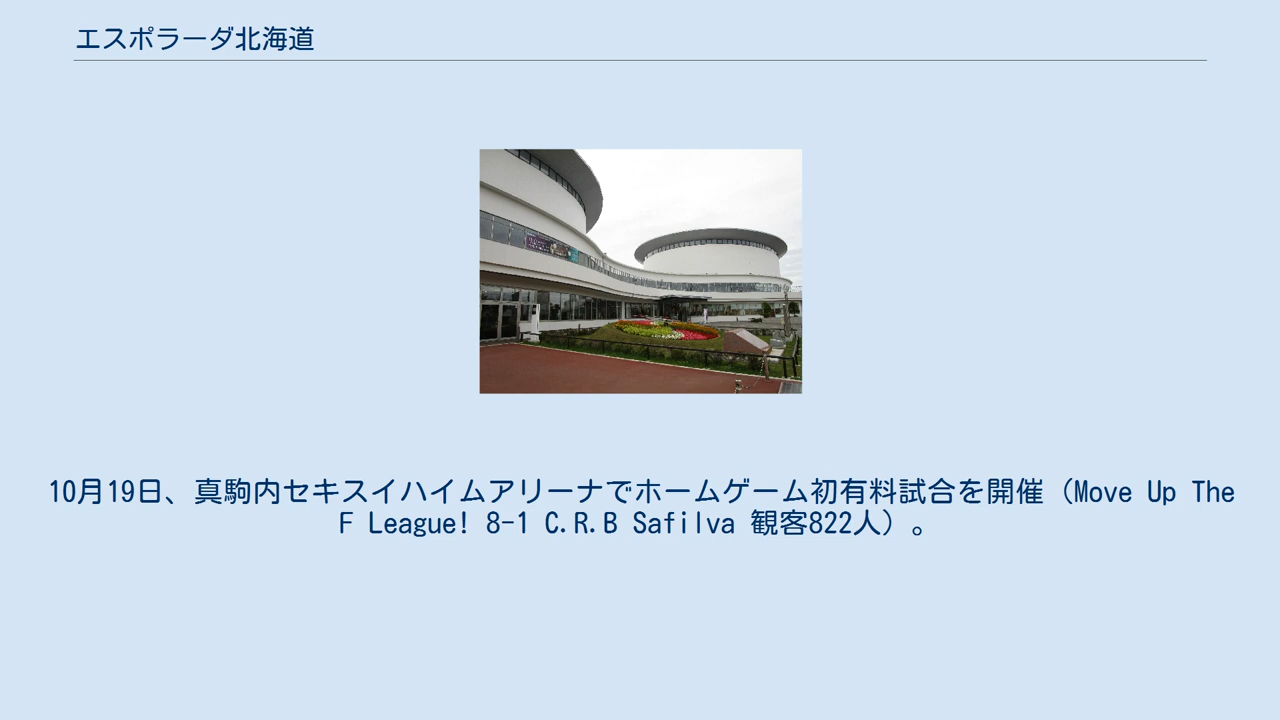 エスポラーダ北海道
10月19日、真駒内セキスイハイムアリーナでホームゲーム初有料試合を開催（Move Up The
F League! 8-1 C.R.B Safilva 観客822人）。